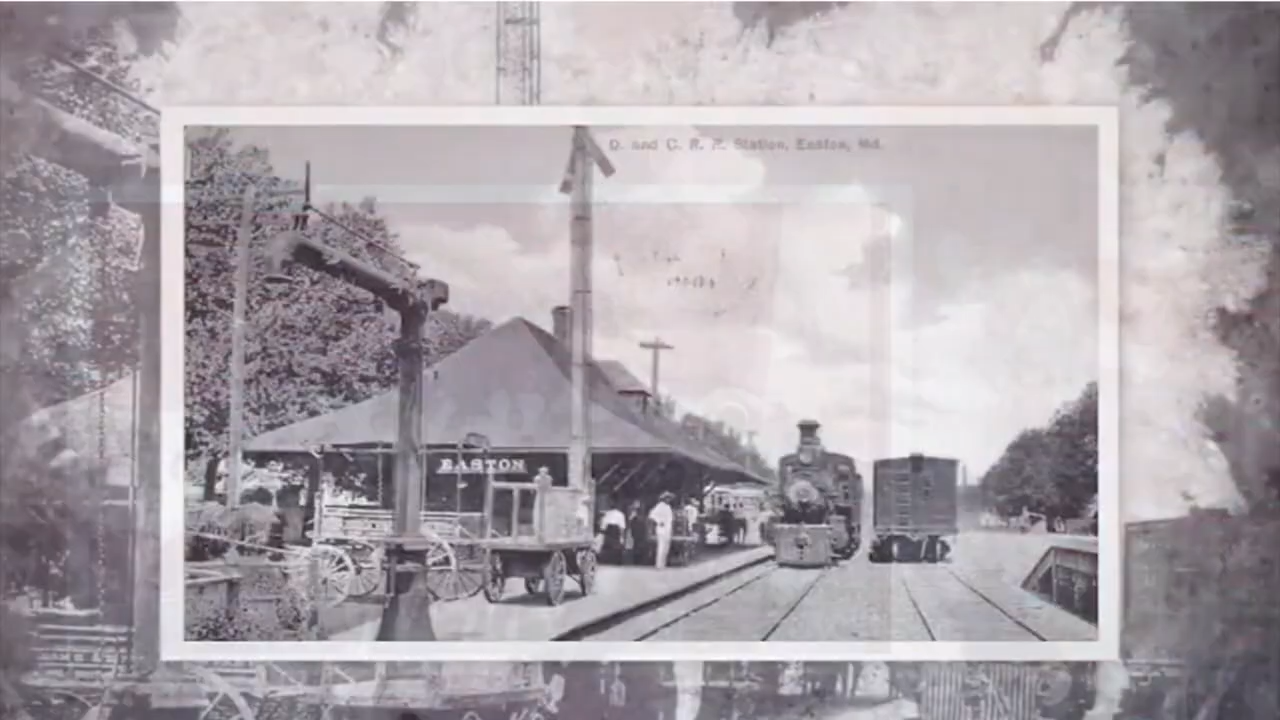 D. and C. R. R. Station, Easton, Md.
EASTON